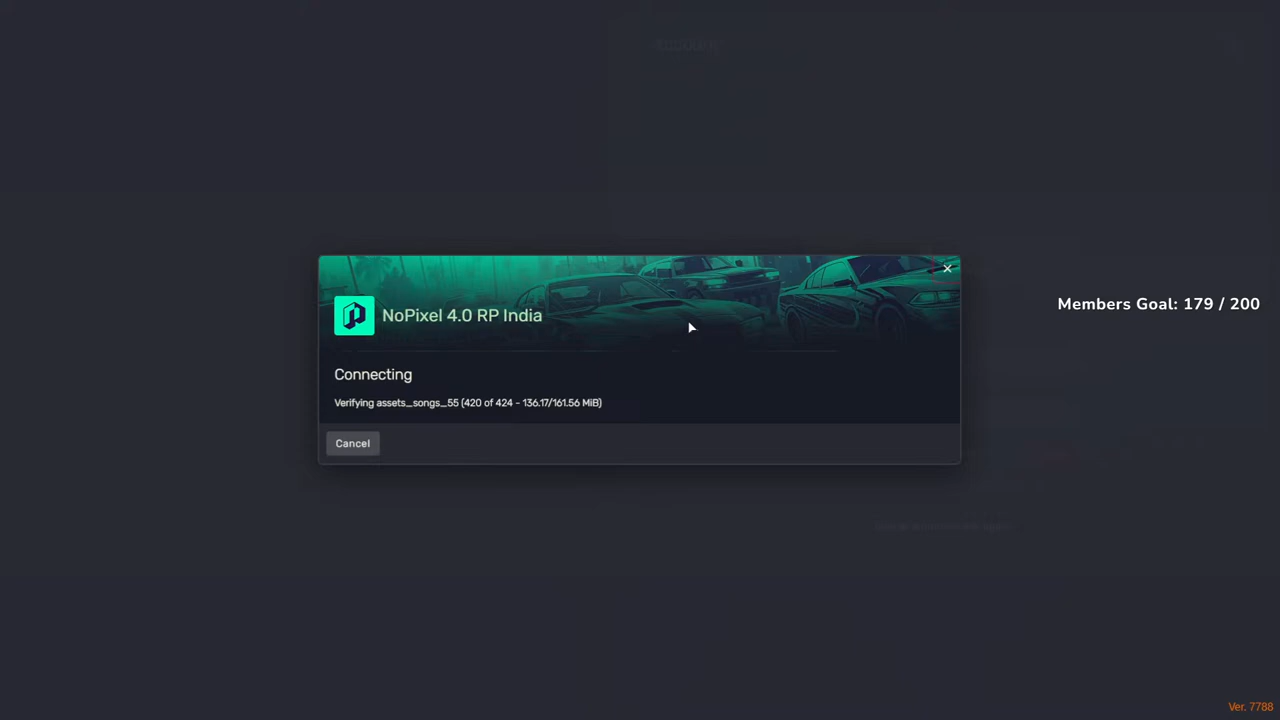 NoPixel 4.0 RP India
Members Goal: 179 / 200
Connecting
Verifying assets_songs_55 (420 of 424 - 136.17/161.56 MiB)
Cancel
Ver. 7788